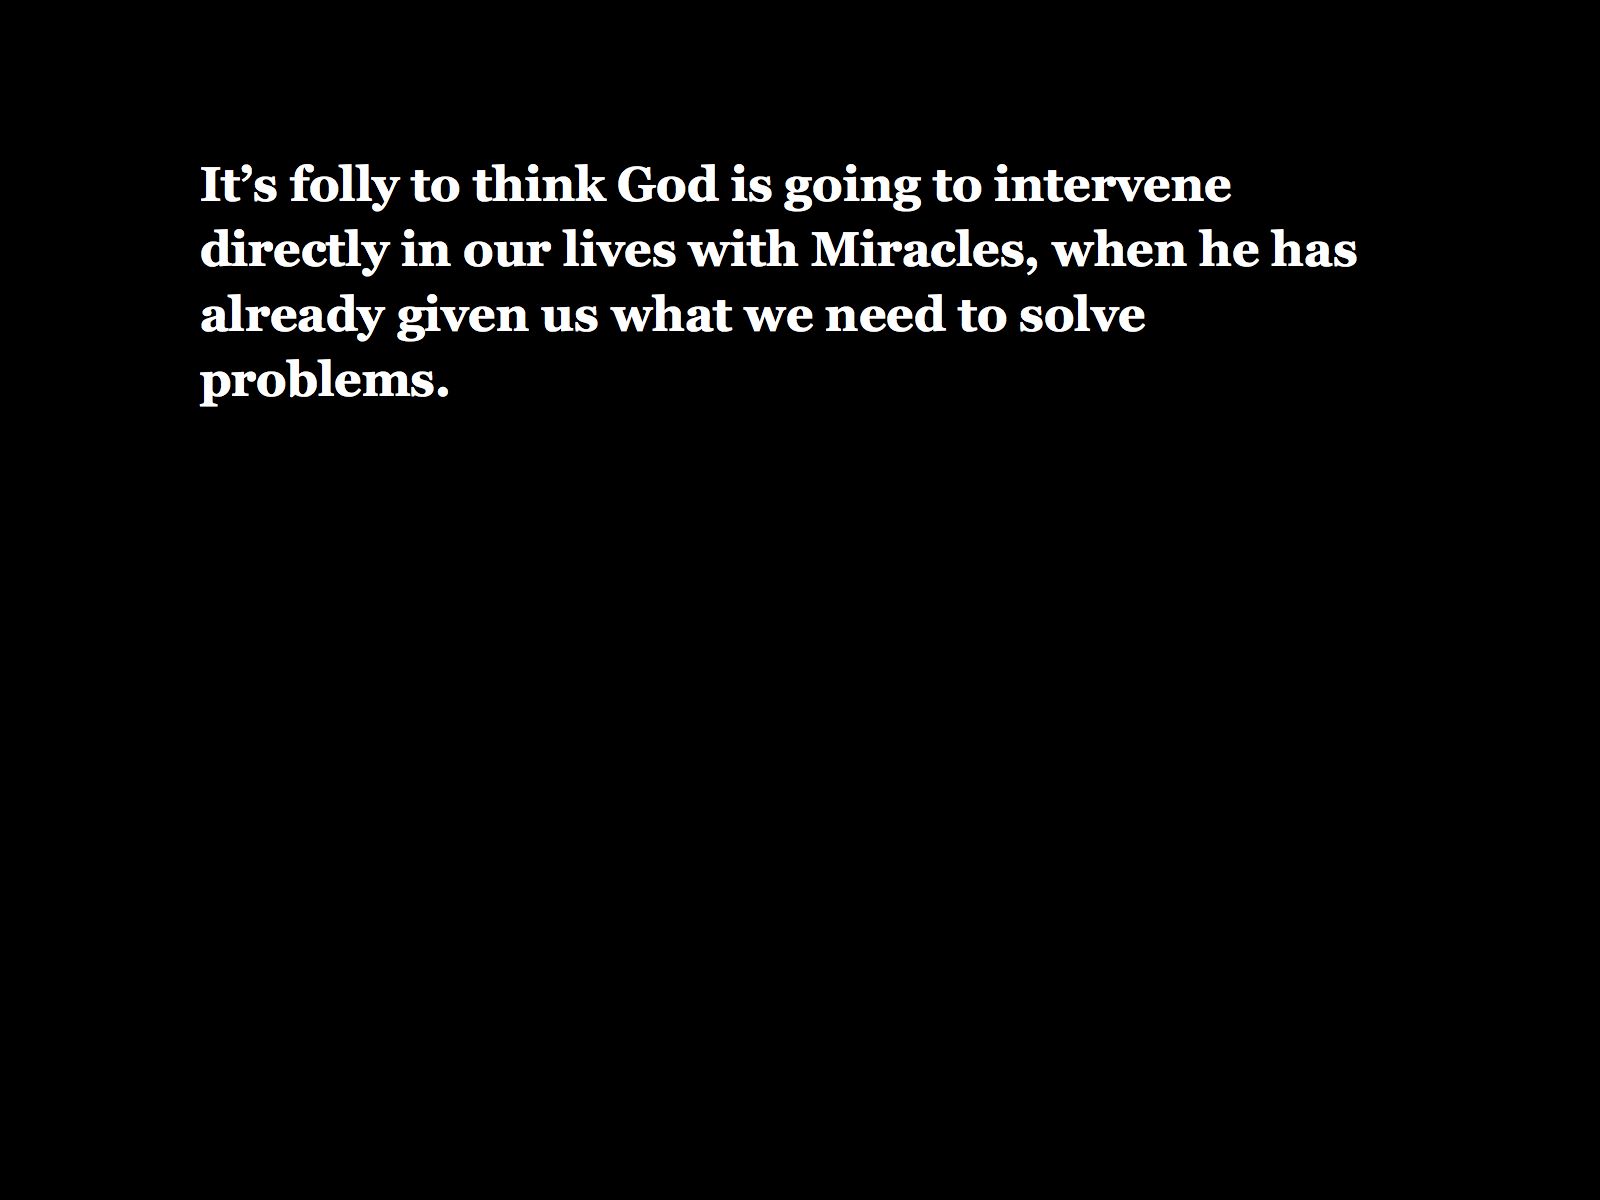 It’s folly to think God is going to intervene
directly in our lives with Miracles, when he has
already given us what we need to solve
problems.